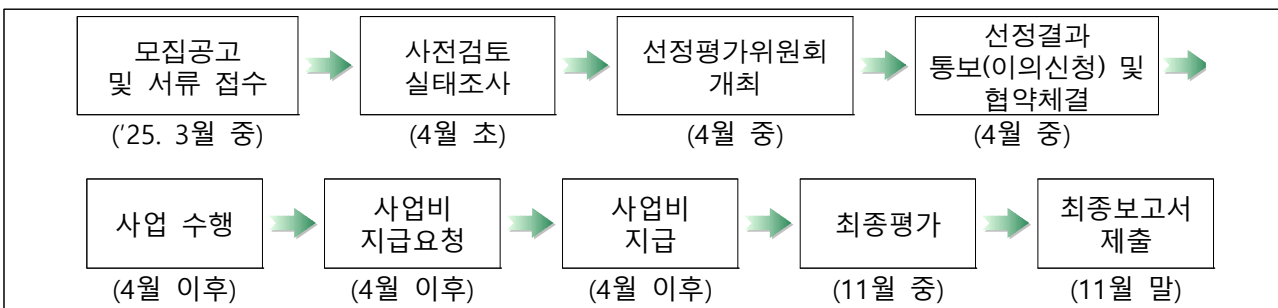 모집공고
및 서류 접수
('25. 3월 중)
사전검토
실태조사
(4월 초)
선정평가위원회
개최
(4월 중)
선정결과
통보(이의신청) 및
협약체결
(4월 중)
사업 수행
(4월 이후)
사업비
지급요청
(4월 이후)
사업비
지급
(4월 이후)
최종평가
(11월 중)
최종보고서
제출
(11월 말)